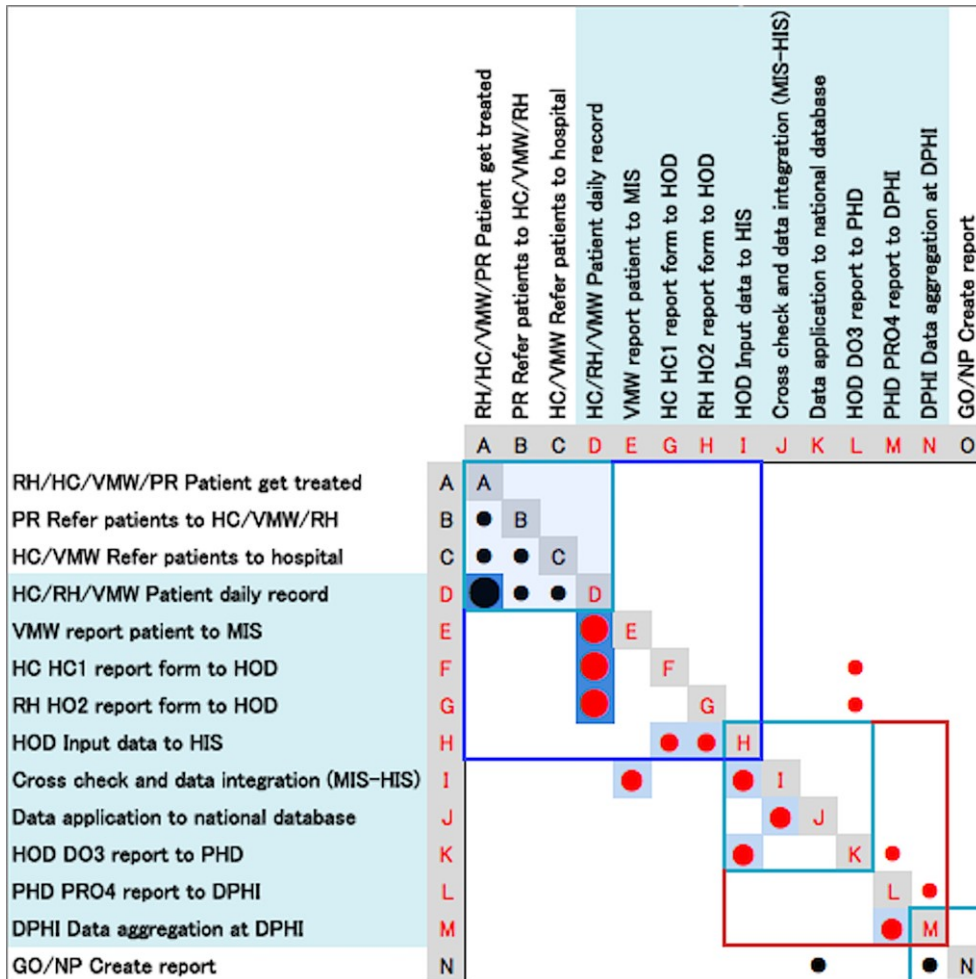 RH/HC/VMW/PR Patient get treated
PR Refer patients to HC/VMW/RH
HC/VMW Refer patients to hospital
HC/RH/VMW Patient daily record
VMW report patient to MIS
HC HC1 report form to HOD
RH HO2 report form to HOD
HOD Input data to HIS
Cross check and data integration (MIS-HIS)
Data application to national database
HOD DO3 report to PHD
PHD PRO4 report to DPHI
DPHI Data aggregation at DPHI
GO/NP Create report
A B C D E G H I J K L M N O
RH/HC/VMW/PR Patient get treated A A
PR Refer patients to HC/VMW/RH B B
HC/VMW Refer patients to hospital C C
HC/RH/VMW Patient daily record D D
VMW report patient to MIS E E
HC HC1 report form to HOD F F
RH HO2 report form to HOD G G
HOD Input data to HIS H H
Cross check and data integration (MIS-HIS) I I
Data application to national database J J
HOD DO3 report to PHD K K
PHD PRO4 report to DPHI L L
DPHI Data aggregation at DPHI M M
GO/NP Create report N N